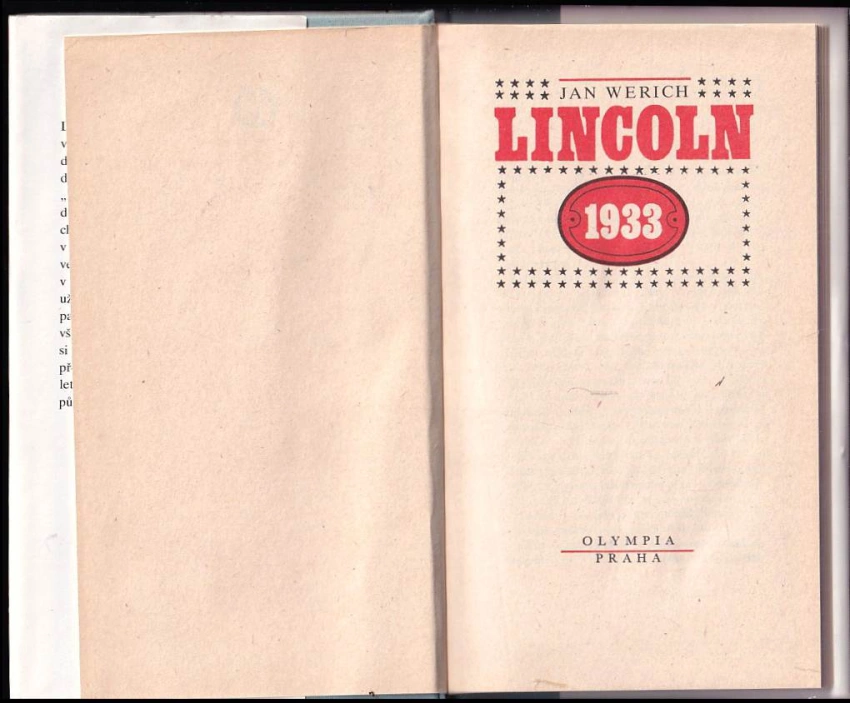 JAN WERICH
LINCOLN
1933
OLYMPIA
PRAHA